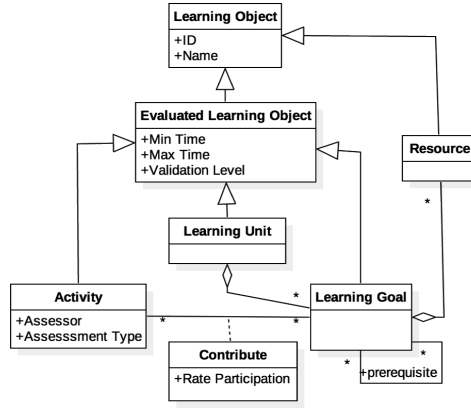 Learning Object
+ID
+Name
Evaluated Learning Object
+Min Time
+Max Time
+Validation Level
Resource
*
Learning Unit
*
Activity
+Assessor
+Assesssment Type
*
*
Learning Goal
Contribute
+Rate Participation
*
*
+prerequisite